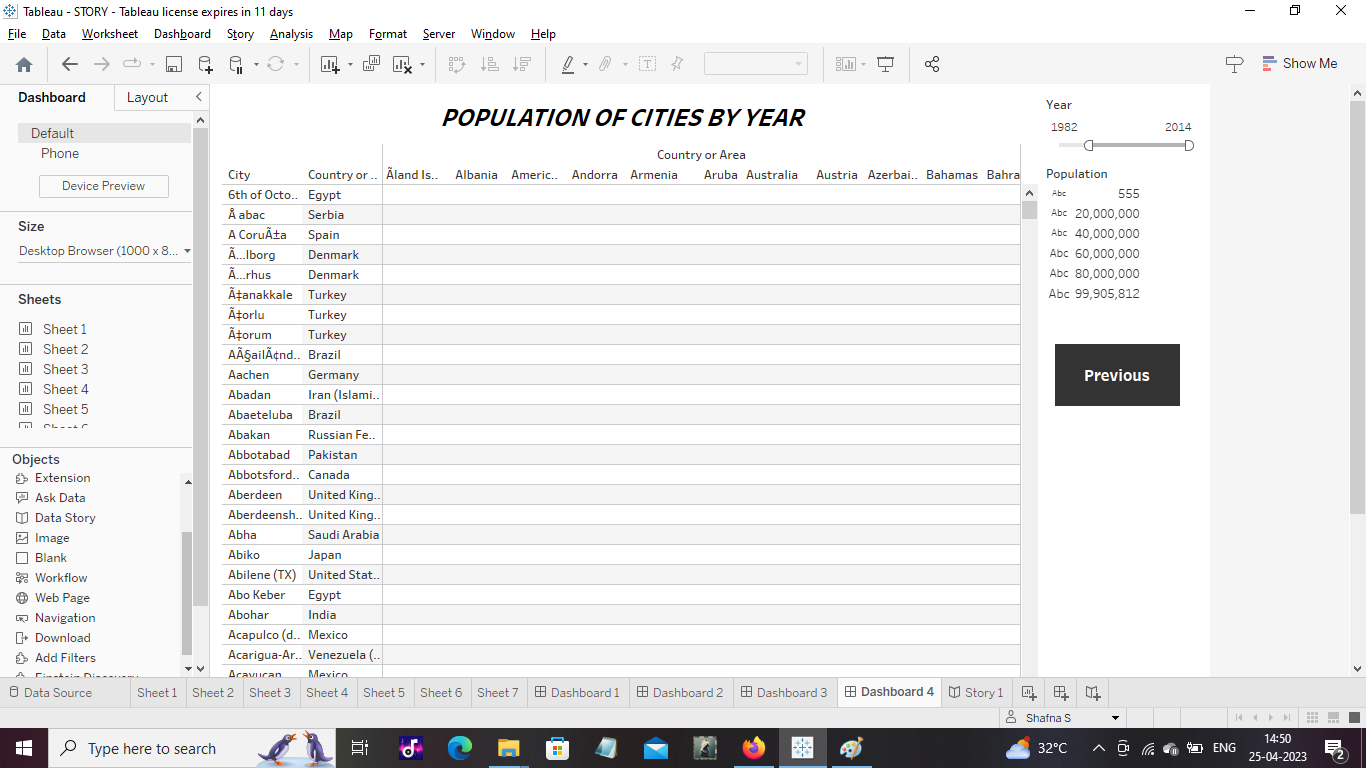 Tableau - STORY - Tableau license expires in 11 days
File Data Worksheet Dashboard Story Analysis Map Format Server Window Help
Show Me
Dashboard Layout
Default
Phone
Device Preview
Size
Desktop Browser (1000 x 8...
Sheets
Sheet 1
Sheet 2
Sheet 3
Sheet 4
Sheet 5
Objects
Extension
Ask Data
Data Story
Image
Blank
Workflow
Web Page
Navigation
Download
Add Filters
POPULATION OF CITIES BY YEAR
Country or Area
City Country or .. Ãland Is.. Albania Americ.. Andorra Armenia Aruba Australia Austria Azerbai.. Bahamas Bahra
6th of Octo.. Egypt
Å abac Serbia
A CoruÃ±a Spain
Ã...lborg Denmark
Ã...rhus Denmark
Ã‡anakkale Turkey
Ã‡orlu Turkey
Ã‡orum Turkey
AÃ§ailÃ¢nd.. Brazil
Aachen Germany
Abadan Iran (Islami..
Abaeteluba Brazil
Abakan Russian Fe..
Abbotabad Pakistan
Abbotsford.. Canada
Aberdeen United King..
Aberdeensh.. United King..
Abha Saudi Arabia
Abiko Japan
Abilene (TX) United Stat..
Abo Keber Egypt
Abohar India
Acapulco (d.. Mexico
Acarigua-Ar.. Venezuela (..
Acayucan Mexico
Year
1982 2014
Population
Abc 555
Abc 20,000,000
Abc 40,000,000
Abc 60,000,000
Abc 80,000,000
Abc 99,905,812
Previous
Data Source Sheet 1 Sheet 2 Sheet 3 Sheet 4 Sheet 5 Sheet 6 Sheet 7 Dashboard 1 Dashboard 2 Dashboard 3 Dashboard 4 Story 1
Shafna S
Type here to search
32°C
ENG
14:50
25-04-2023
2